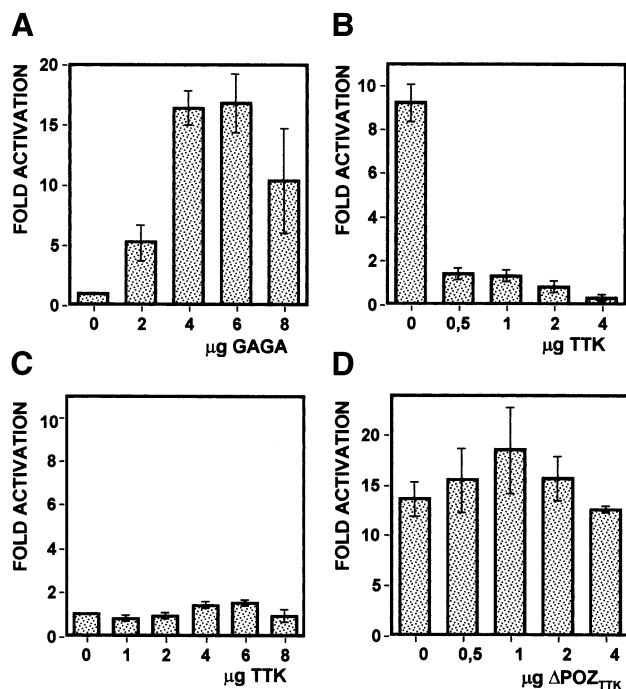 A
FOLD ACTIVATION
20
15
10
5
0
0 2 4 6 8
μg GAGA
B
FOLD ACTIVATION
10
8
6
4
2
0
0 0,5 1 2 4
μg TTK
C
FOLD ACTIVATION
10
8
6
4
2
0
0 1 2 4 6 8
μg TTK
D
FOLD ACTIVATION
20
15
10
5
0
0 0,5 1 2 4
μg ΔPOZTTK